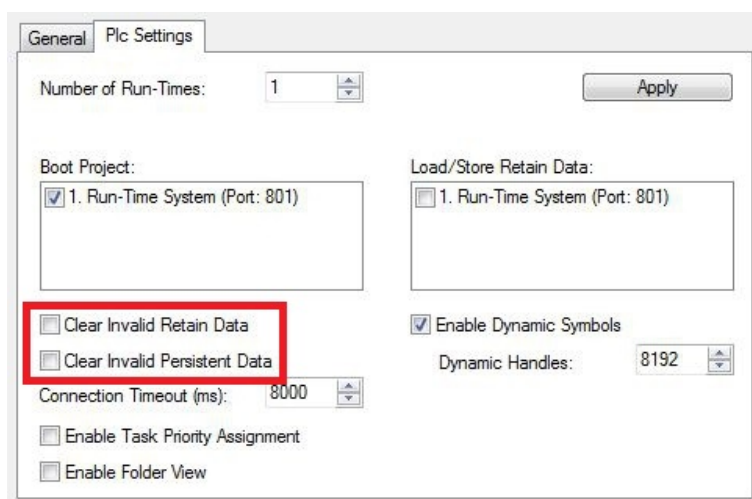 General
Plc Settings
Number of Run-Times:
1
Apply
Boot Project:
1. Run-Time System (Port: 801)
Load/Store Retain Data:
1. Run-Time System (Port: 801)
Clear Invalid Retain Data
Clear Invalid Persistent Data
Enable Dynamic Symbols
Dynamic Handles:
8192
Connection Timeout (ms):
8000
Enable Task Priority Assignment
Enable Folder View